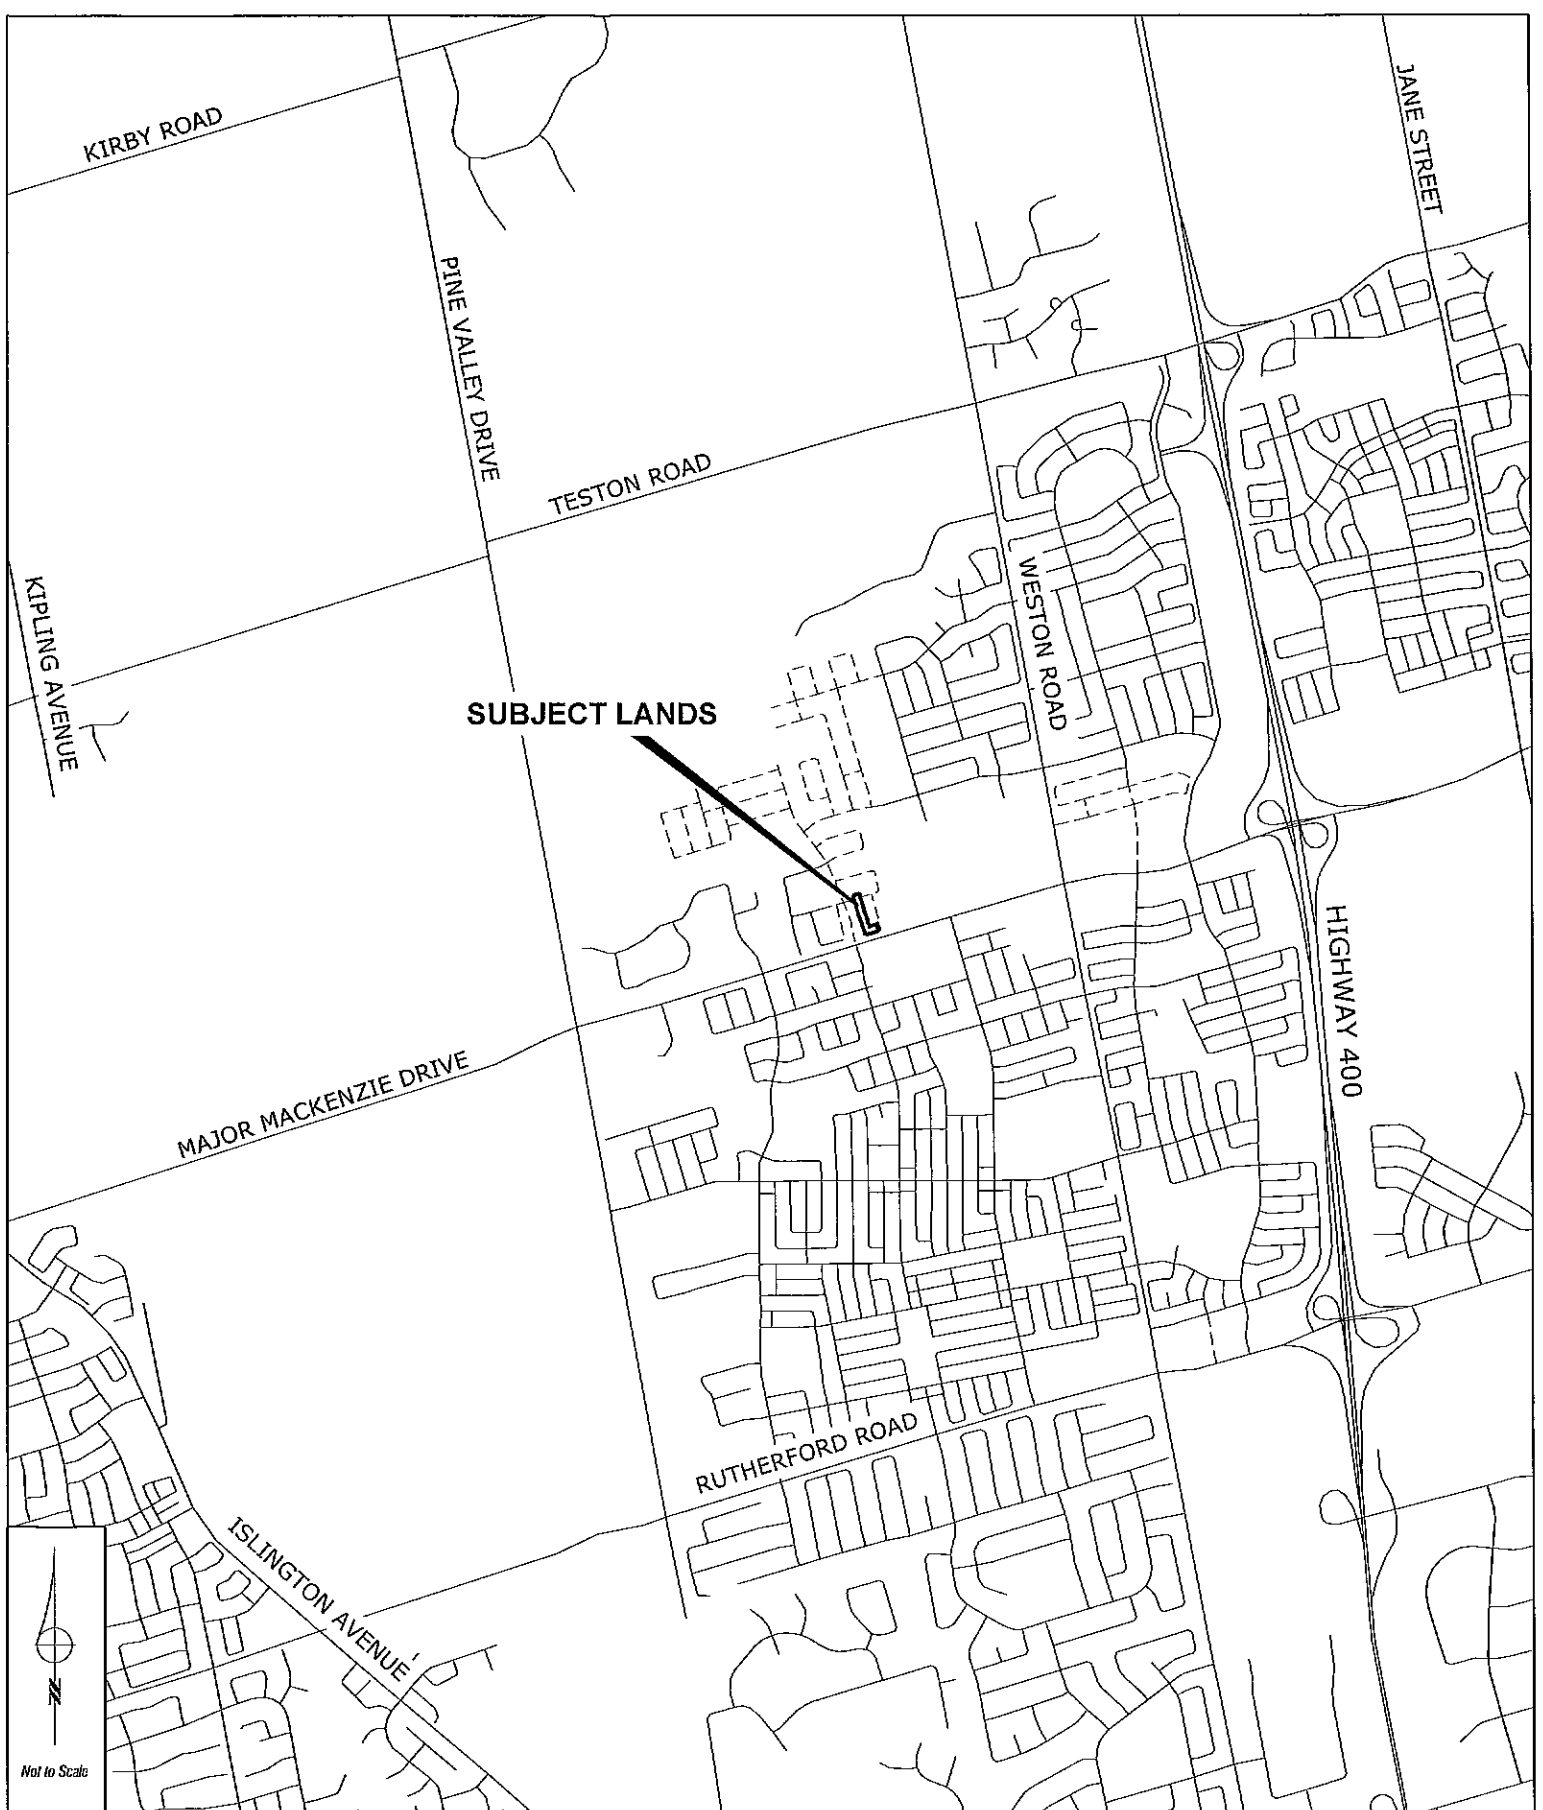 KIRBY ROAD
JANE STREET
PINE VALLEY DRIVE
TESTON ROAD
KIPLING AVENUE
WESTON ROAD
SUBJECT LANDS
HIGHWAY 400
MAJOR MACKENZIE DRIVE
RUTHERFORD ROAD
ISLINGTON AVENUE
N
Not to Scale